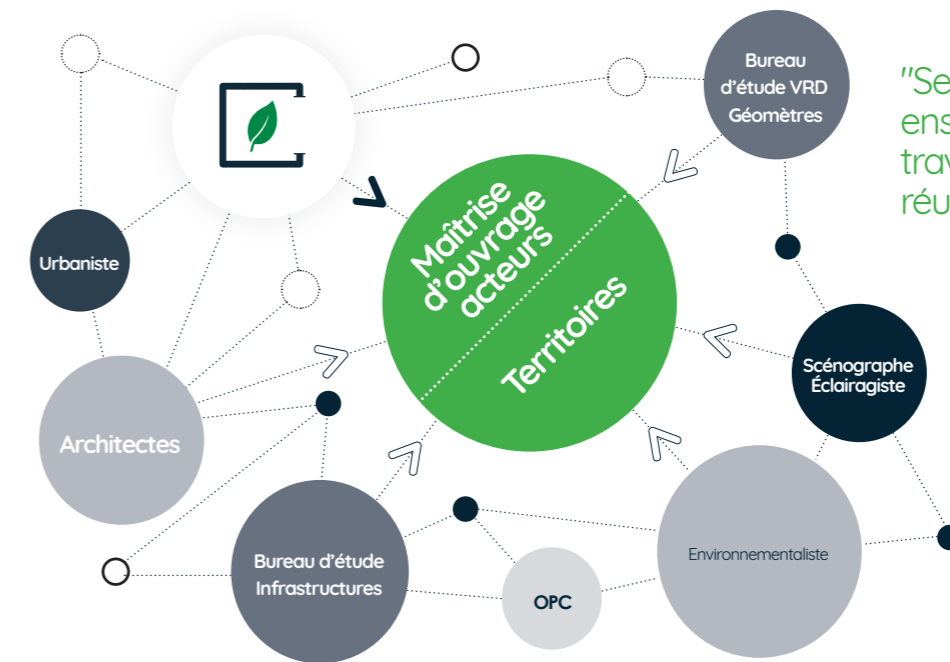 Bureau
d'étude VRD
Géomètres
Maîtrise
d'ouvrage
acteurs
Territoires
Urbaniste
Scénographe
Éclairagiste
Architectes
Bureau d'étude
Infrastructures
OPC
Environnementaliste